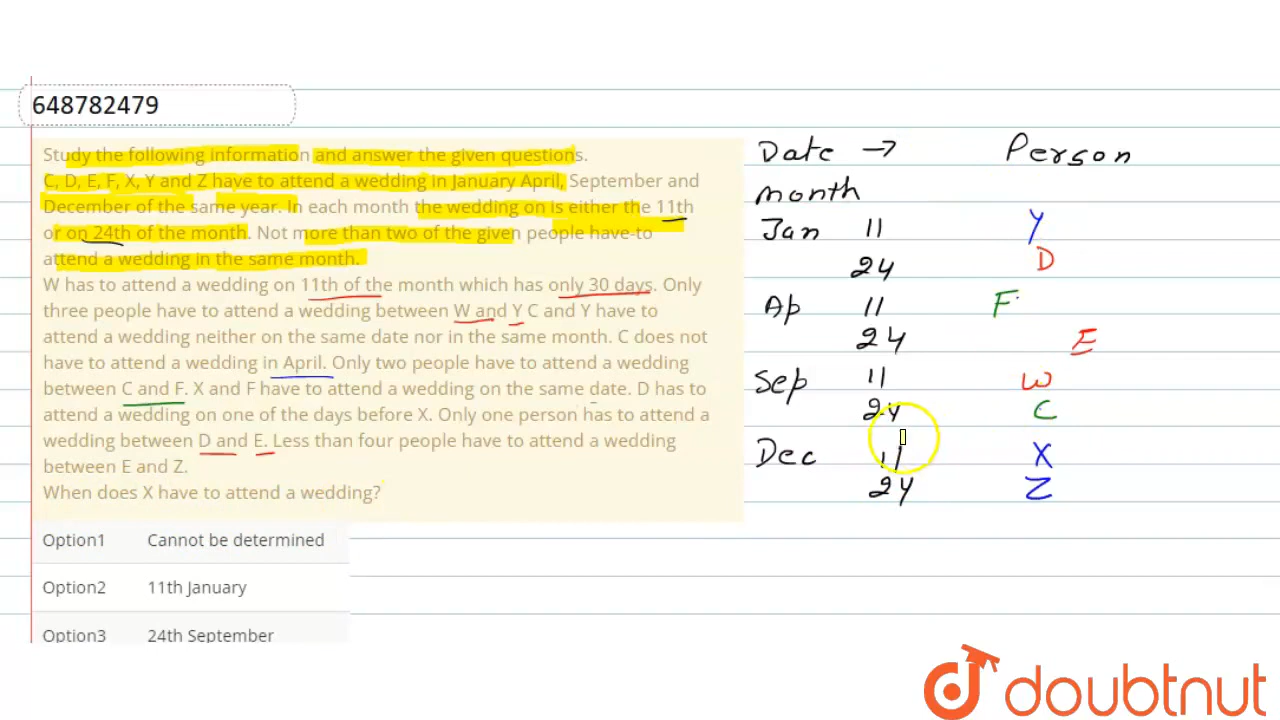 648782479
Study the following information and answer the given questions.
C, D, E, F, X, Y and Z have to attend a wedding in January April, September and
December of the same year. In each month the wedding on is either the 11th
or on 24th of the month. Not more than two of the given people have-to
attend a wedding in the same month.
W has to attend a wedding on 11th of the month which has only 30 days. Only
three people have to attend a wedding between W and Y C and Y have to
attend a wedding neither on the same date nor in the same month. C does not
have to attend a wedding in April. Only two people have to attend a wedding
between C and F. X and F have to attend a wedding on the same date. D has to
attend a wedding on one of the days before X. Only one person has to attend a
wedding between D and E. Less than four people have to attend a wedding
between E and Z.
When does X have to attend a wedding?
Option1 Cannot be determined
Option2 11th January
Option3 24th September
Date → Person
month
Jan 11 Y
24 D
Ap 11 F
24 E
Sep 11 W
24 C
Dec 11 X
24 Z
doubtnut